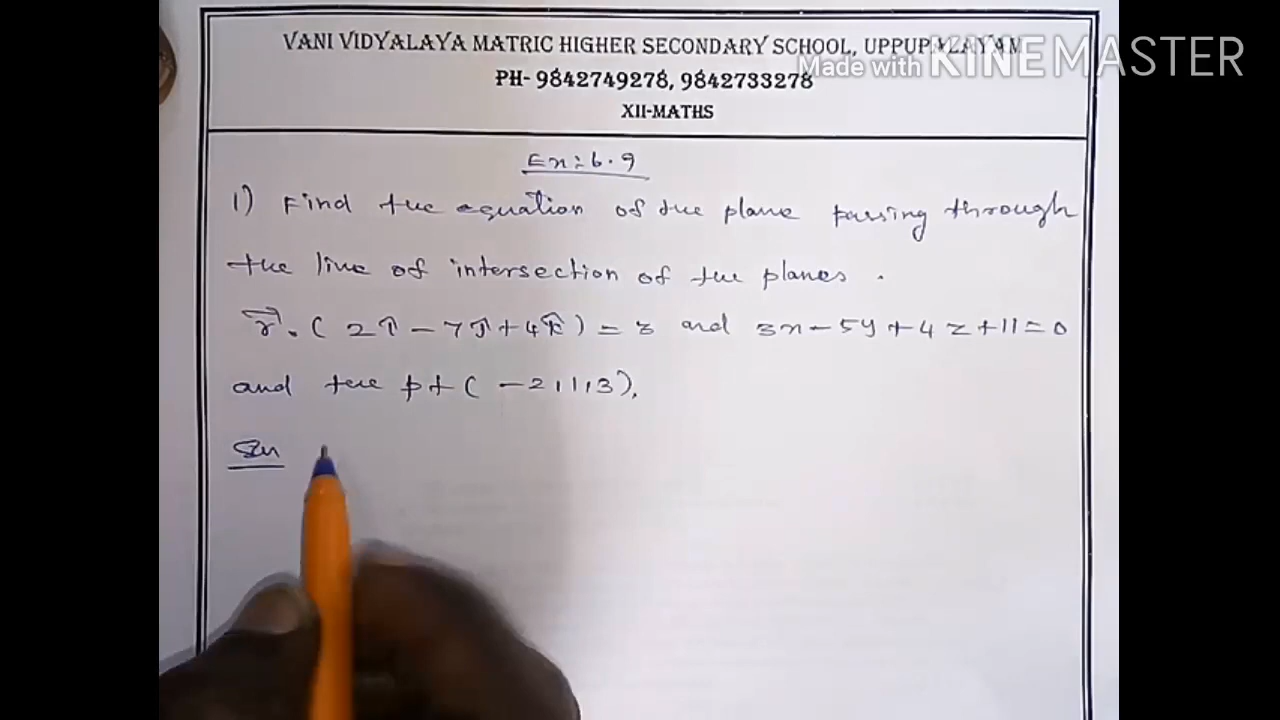 VANI VIDYALAYA MATRIC HIGHER SECONDARY SCHOOL, UPPUPALAYAM
Made with KINEMASTER
PH- 9842749278, 9842733278
XII-MATHS
Ex: 6.9
1) Find the equation of the plane passing through
the line of intersection of the planes.
r⃗.(2î - 7ĵ + 4k̂) = 3 and 3x - 5y + 4z + 11 = 0
and the pt (-2,1,3).
Sln